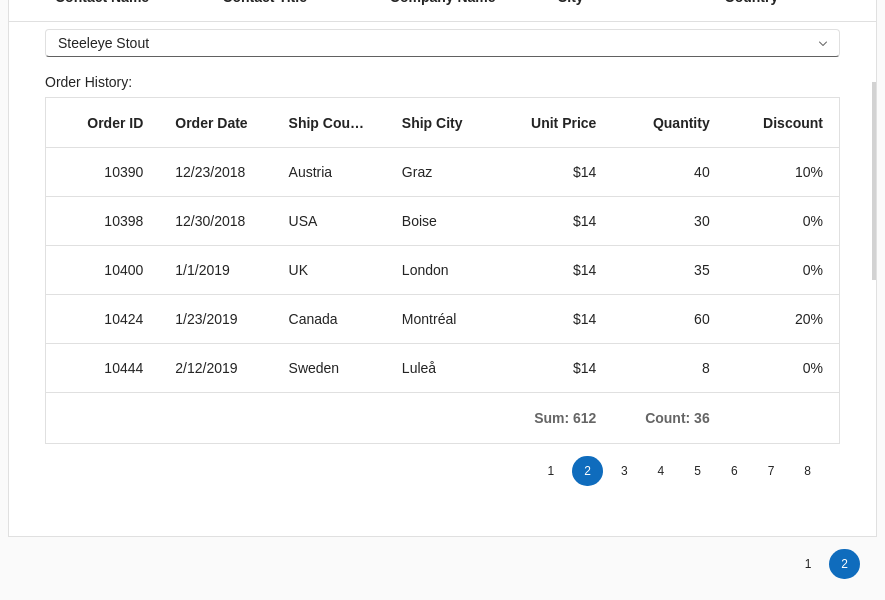 Contact Name Contact Title Company Name City Country
Steeleye Stout
Order History:
Order ID Order Date Ship Cou... Ship City Unit Price Quantity Discount
10390 12/23/2018 Austria Graz $14 40 10%
10398 12/30/2018 USA Boise $14 30 0%
10400 1/1/2019 UK London $14 35 0%
10424 1/23/2019 Canada Montréal $14 60 20%
10444 2/12/2019 Sweden Luleå $14 8 0%
Sum: 612 Count: 36
1 2 3 4 5 6 7 8
1 2